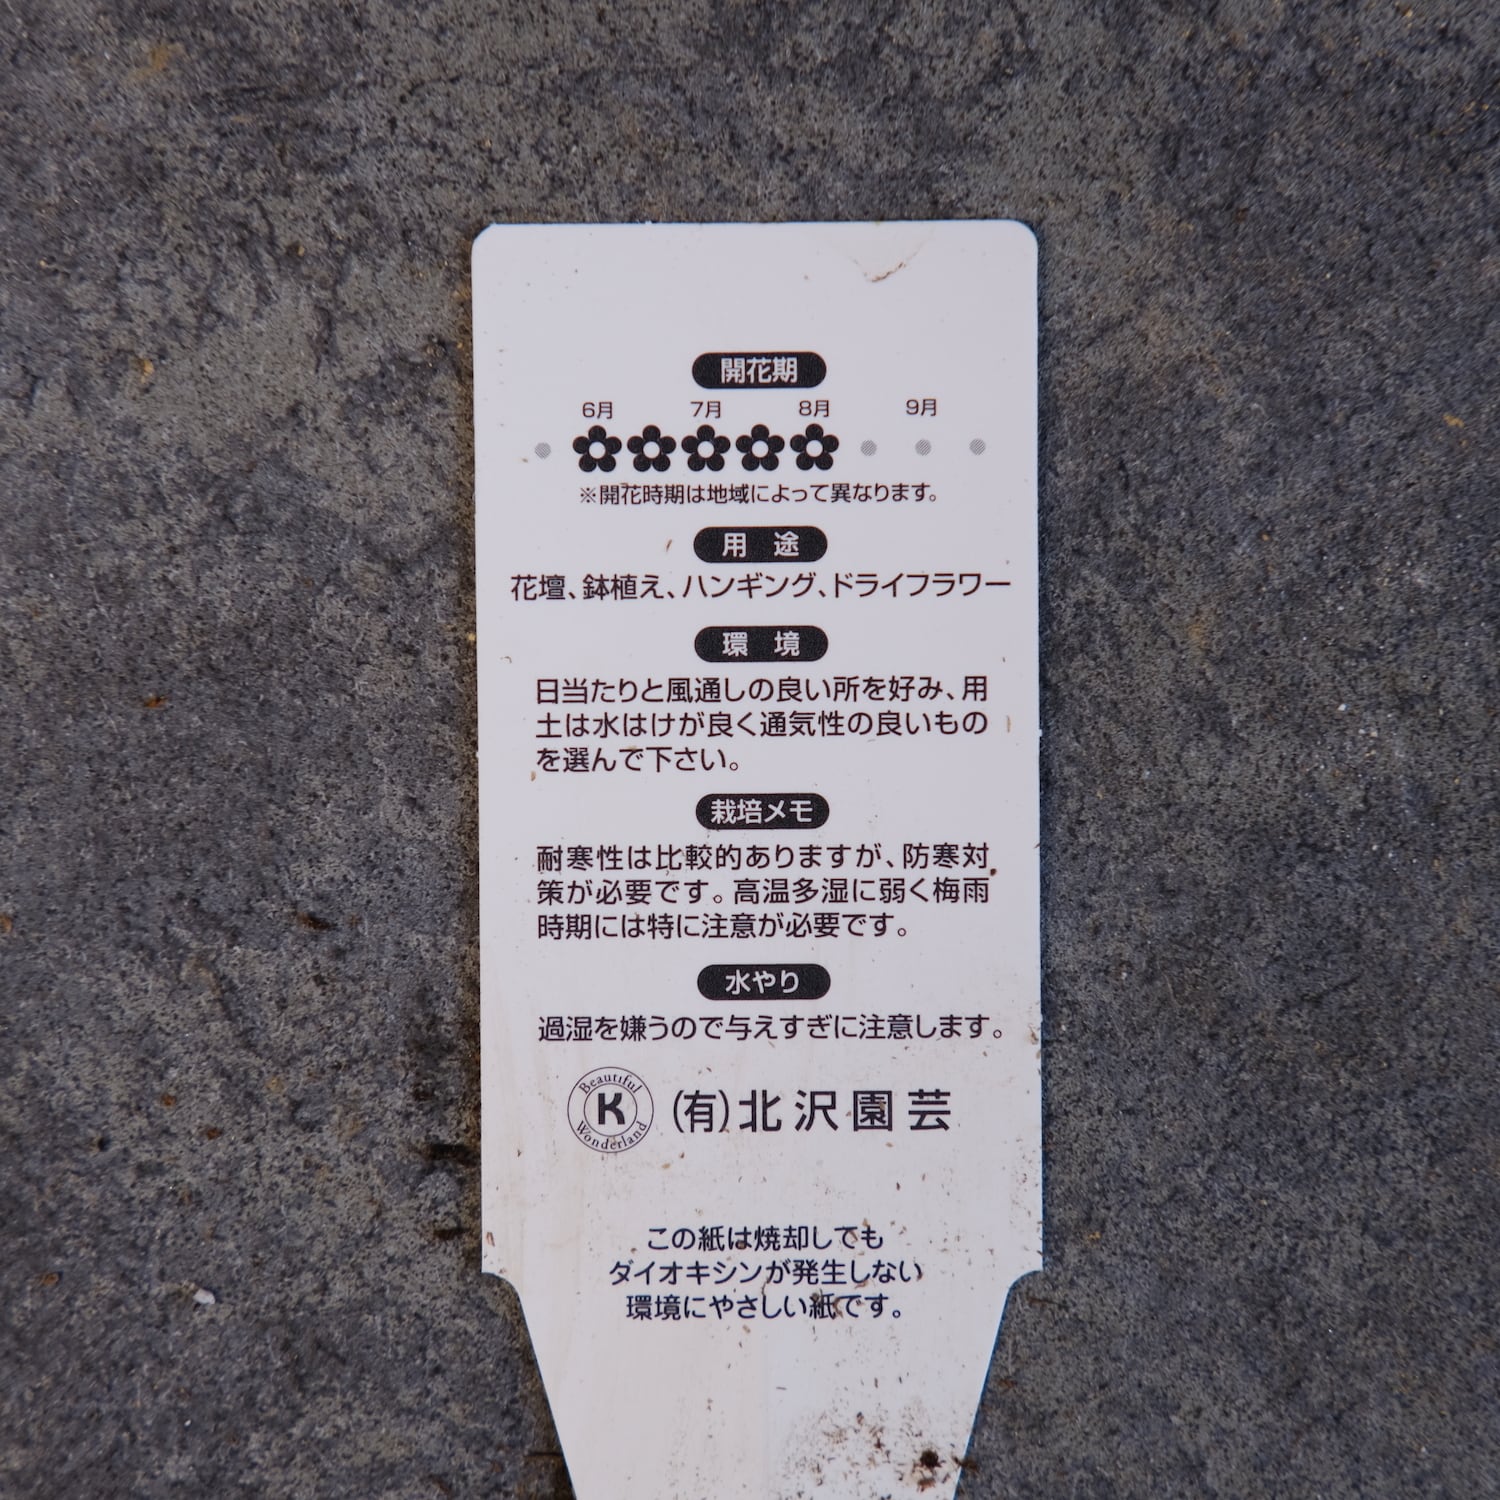 開花期
6月 7月 8月 9月
※開花時期は地域によって異なります。
用 途
花壇、鉢植え、ハンギング、ドライフラワー
環 境
日当たりと風通しの良い所を好み、用
土は水はけが良く通気性の良いもの
を選んで下さい。
栽培メモ
耐寒性は比較的ありますが、防寒対
策が必要です。高温多湿に弱く梅雨
時期には特に注意が必要です。
水やり
過湿を嫌うので与えすぎに注意します。
Beautiful
K
Wonderland
(有)北沢園芸
この紙は焼却しても
ダイオキシンが発生しない
環境にやさしい紙です。